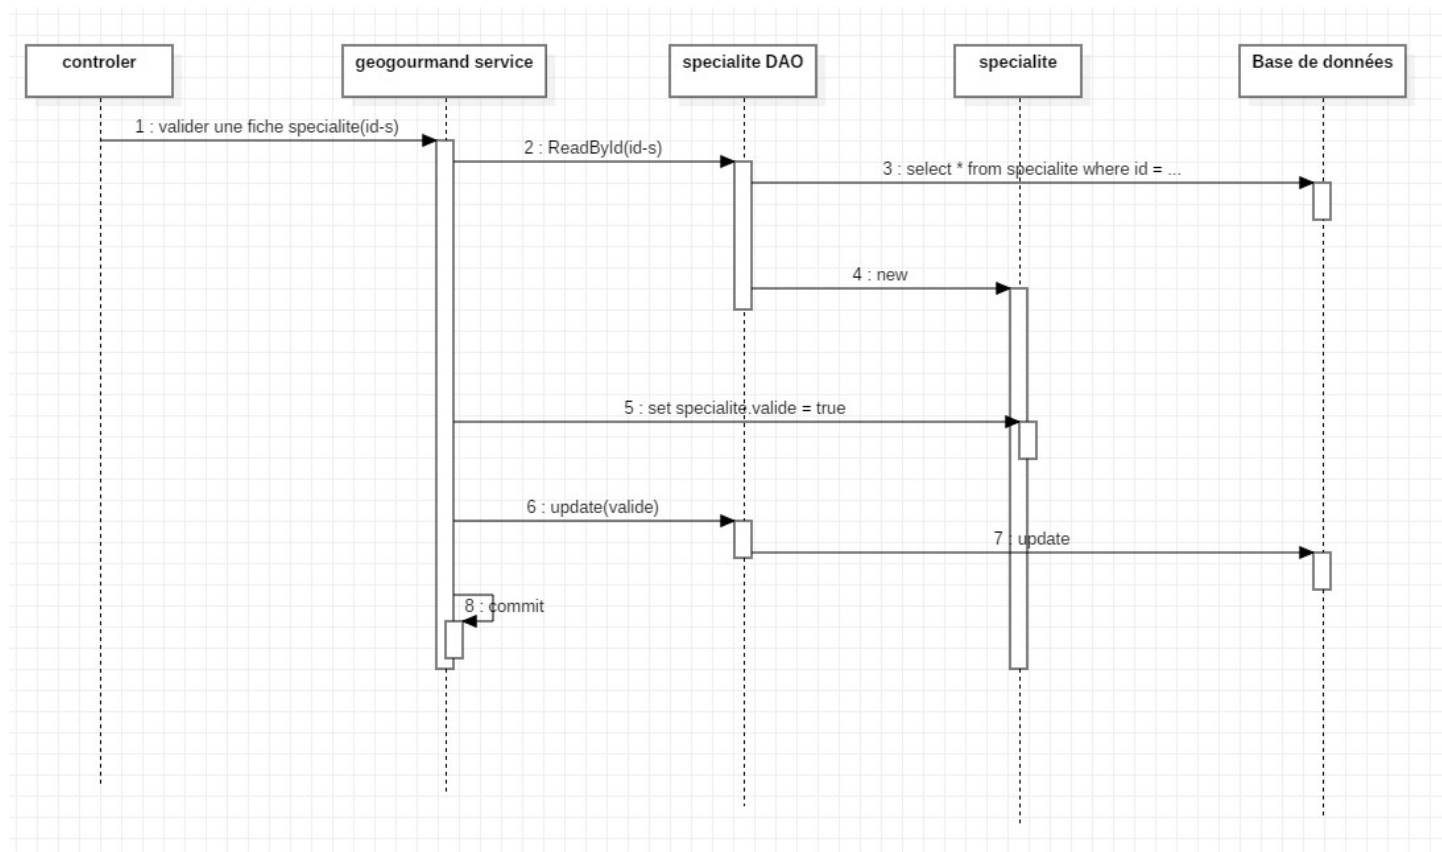 controler
geogourmand service
specialite DAO
specialite
Base de données
1 : valider une fiche specialite(id-s)
2 : ReadById(id-s)
3 : select * from specialite where id = ...
4 : new
5 : set specialite.valide = true
6 : update(valide)
7 : update
8 : commit